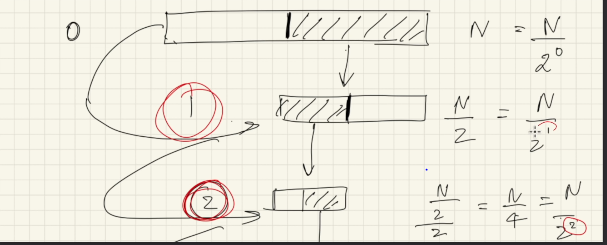 0 N = N/2^0
1 N/2 = N/2^1
2 N/2/2 = N/4 = N/2^2